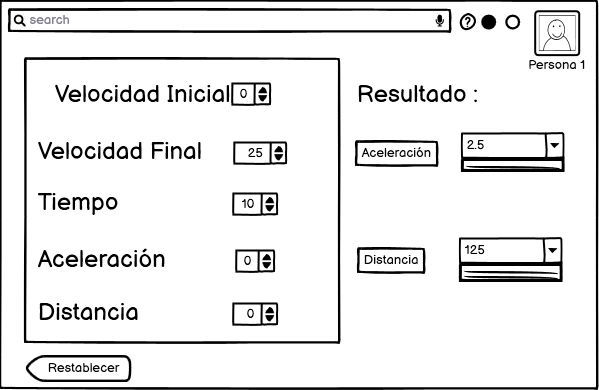 search
?
Persona 1
Velocidad Inicial 0
Resultado :
Velocidad Final 25
Aceleración 2.5
Tiempo 10
Aceleración 0
Distancia 125
Distancia 0
Restablecer